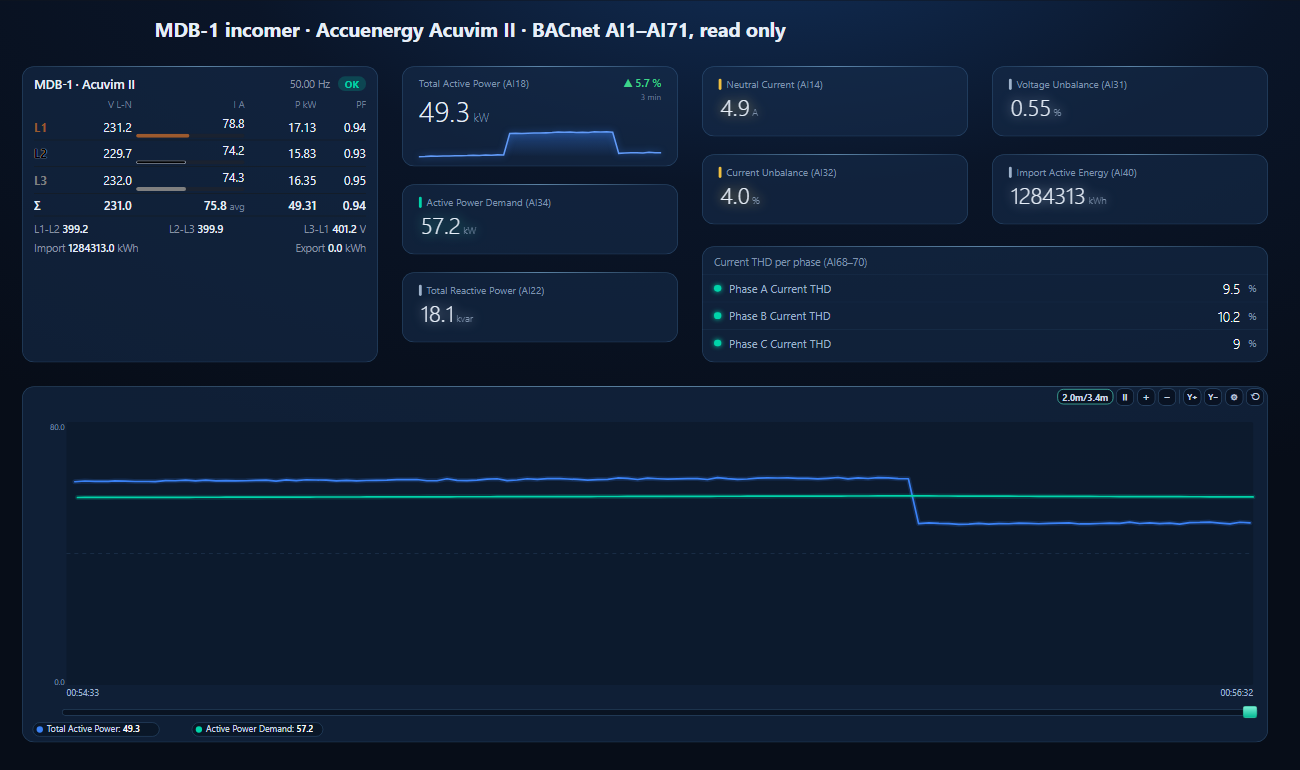 MDB-1 incomer · Accuenergy Acuvim II · BACnet AI1–AI71, read only
MDB-1 · Acuvim II 50.00 Hz OK
V L-N I A P kW PF
L1 231.2 78.8 17.13 0.94
L2 229.7 74.2 15.83 0.93
L3 232.0 74.3 16.35 0.95
Σ 231.0 75.8 avg 49.31 0.94
L1-L2 399.2 L2-L3 399.9 L3-L1 401.2 V
Import 1284313.0 kWh Export 0.0 kWh
Total Active Power (AI18) ▲ 5.7 %
3 min
49.3 kW
Active Power Demand (AI34)
57.2 kW
Total Reactive Power (AI22)
18.1 kvar
Neutral Current (AI14)
4.9 A
Voltage Unbalance (AI31)
0.55 %
Current Unbalance (AI32)
4.0 %
Import Active Energy (AI40)
1284313 kWh
Current THD per phase (AI68–70)
Phase A Current THD 9.5 %
Phase B Current THD 10.2 %
Phase C Current THD 9 %
2.0m/3.4m + − Y+ Y−
80.0
0.0
00:54:33 00:56:32
Total Active Power: 49.3 Active Power Demand: 57.2